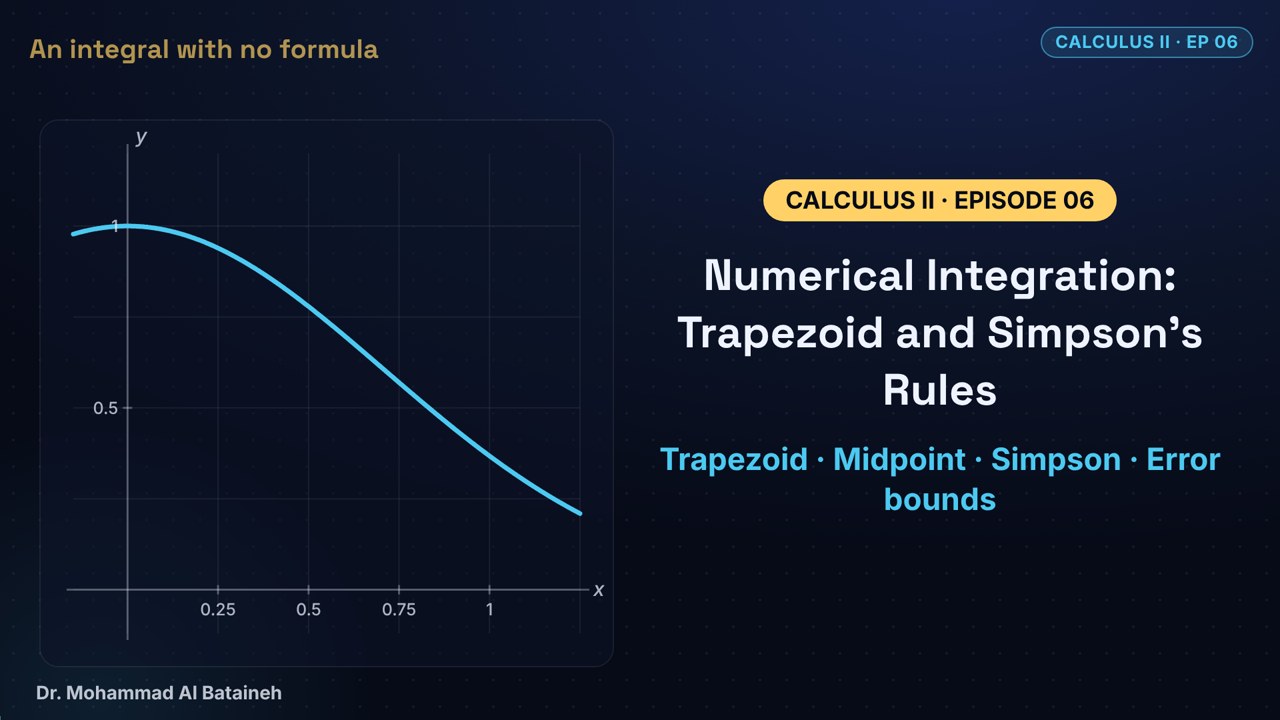 An integral with no formula
CALCULUS II · EP 06
y
1
0.5
0.25
0.5
0.75
1
x
CALCULUS II · EPISODE 06
Numerical Integration:
Trapezoid and Simpson’s
Rules
Trapezoid · Midpoint · Simpson · Error
bounds
Dr. Mohammad Al Bataineh